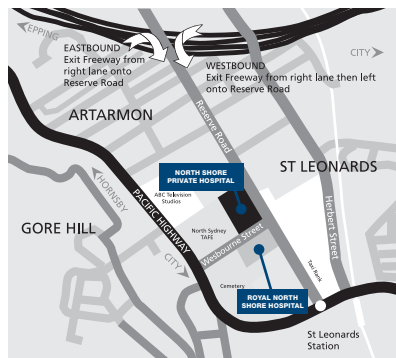 EPPING
EASTBOUND
Exit Freeway from
right lane onto
Reserve Road
WESTBOUND
Exit Freeway from right lane then left
onto Reserve Road
CITY
ARTARMON
Reserve Road
NORTH SHORE
PRIVATE HOSPITAL
ST LEONARDS
HORNSBY
ABC Television
Studios
PACIFIC HIGHWAY
Herbert Street
GORE HILL
North Sydney
TAFE
Wesbourne Street
CITY
Taxi Rank
Cemetery
ROYAL NORTH
SHORE HOSPITAL
St Leonards
Station